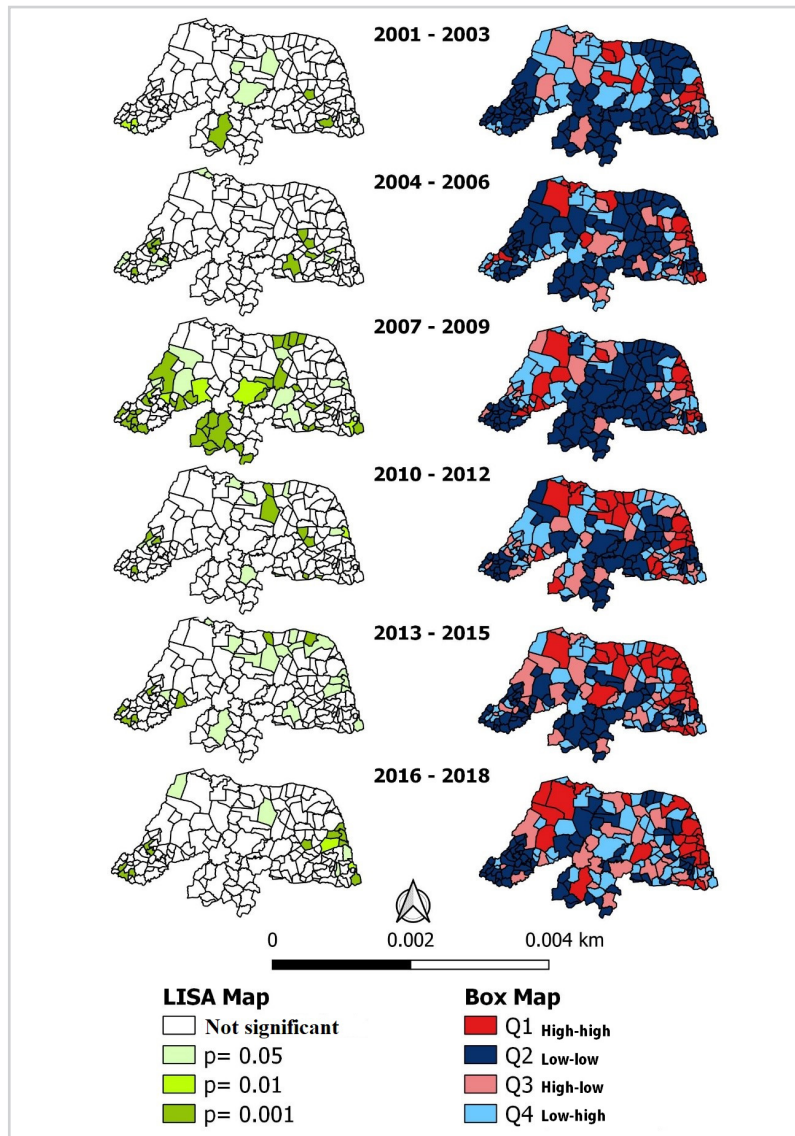 2001 - 2003
2004 - 2006
2007 - 2009
2010 - 2012
2013 - 2015
2016 - 2018
0 0.002 0.004 km
LISA Map
Not significant
p= 0.05
p= 0.01
p= 0.001
Box Map
Q1 High-high
Q2 Low-low
Q3 High-low
Q4 Low-high